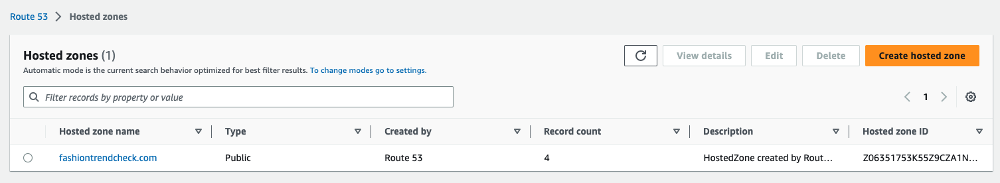 Route 53 > Hosted zones
Hosted zones (1)
Automatic mode is the current search behavior optimized for best filter results. To change modes go to settings.
View details Edit Delete Create hosted zone
Filter records by property or value
1
Hosted zone name Type Created by Record count Description Hosted zone ID
fashiontrendcheck.com Public Route 53 4 HostedZone created by Rout... Z06351753K55Z9CZA1N...